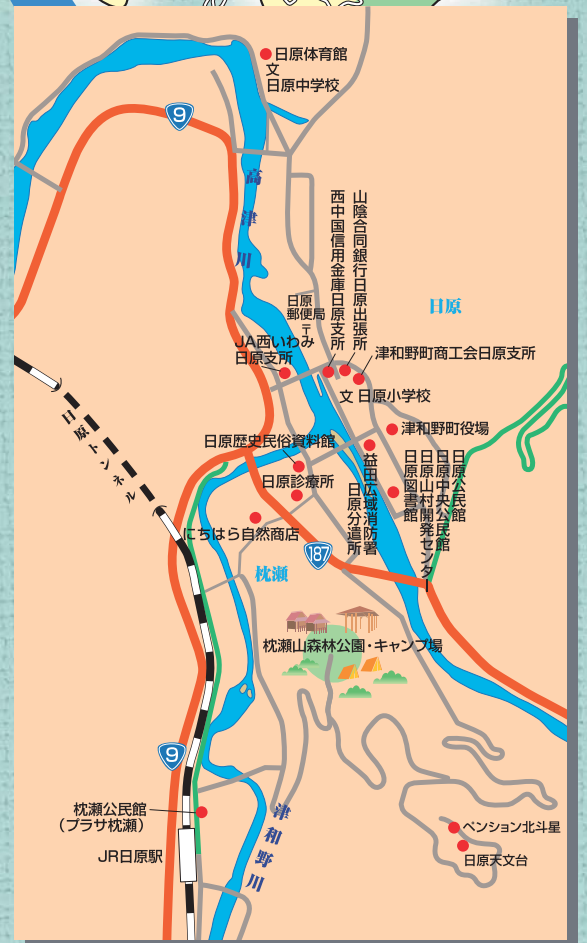 日原体育館
文
日原中学校
9
高津川
西中国信用金庫日原支所
山陰合同銀行日原出張所
日原
郵便局
〒
日原
JA西いわみ
日原支所
津和野町商工会日原支所
文 日原小学校
日原トンネル
津和野町役場
日原歴史民俗資料館
益田広域消防署
日原分遣所
日原公民館
日原中央公民館
日原山村開発センター
日原図書館
日原診療所
にちはら自然商店
187
枕瀬
枕瀬山森林公園・キャンプ場
9
枕瀬公民館
(プラサ枕瀬)
JR日原駅
津和野川
ペンション北斗星
日原天文台